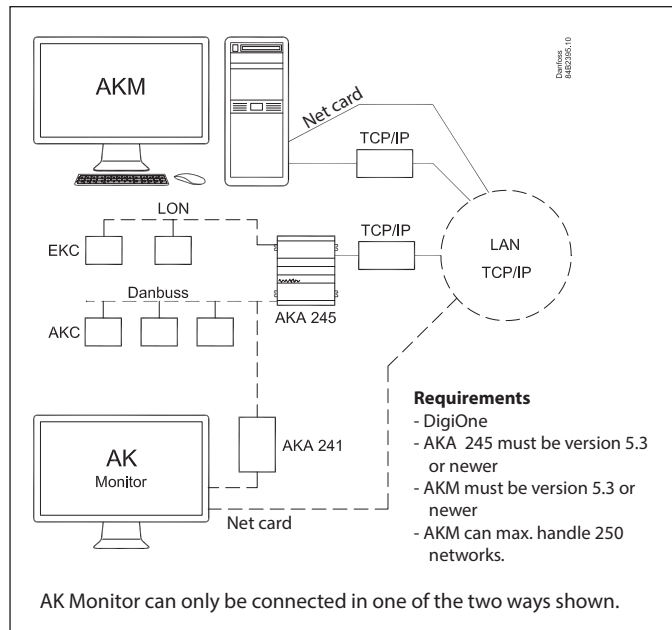 AKM
Danfoss
84B2395.10
Net card
TCP/IP
LON
TCP/IP
LAN
TCP/IP
EKC
Danbuss
AKA 245
AKC
AK
Monitor
AKA 241
Net card
Requirements
- DigiOne
- AKA 245 must be version 5.3
or newer
- AKM must be version 5.3 or
newer
- AKM can max. handle 250
networks.
AK Monitor can only be connected in one of the two ways shown.